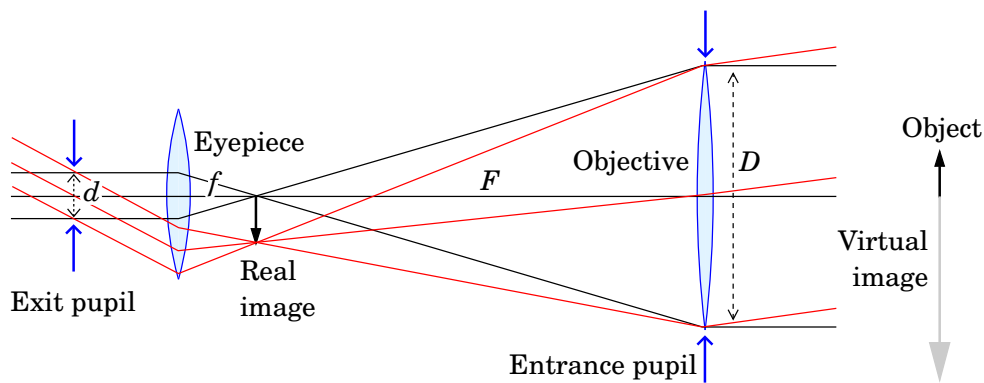 Object
Eyepiece
Objective
D
d
f
F
Virtual
image
Real
image
Exit pupil
Entrance pupil